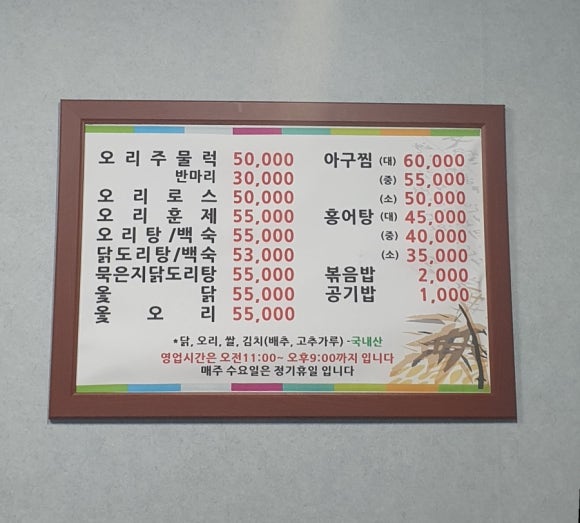 오리주물럭 50,000
반마리 30,000
오리로스 50,000
오리훈제 55,000
오리탕/백숙 55,000
닭도리탕/백숙 53,000
묵은지닭도리탕 55,000
옻닭 55,000
옻오리 55,000
아구찜 (대) 60,000
(중) 55,000
(소) 50,000
홍어탕 (대) 45,000
(중) 40,000
(소) 35,000
볶음밥 2,000
공기밥 1,000
*닭, 오리, 쌀, 김치(배추, 고추가루) -국내산
영업시간은 오전11:00~ 오후9:00까지 입니다
매주 수요일은 정기휴일 입니다